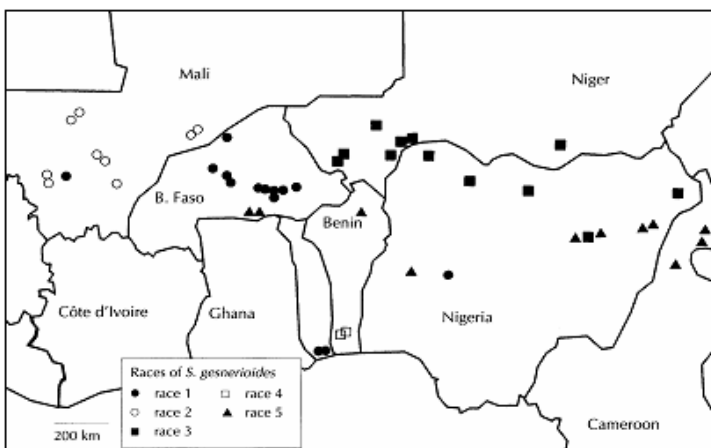 Mali
Niger
B. Faso
Benin
Côte d'Ivoire
Ghana
Nigeria
Races of S. gesnerioides
race 1 race 4
race 2 race 5
race 3
200 km
Cameroon